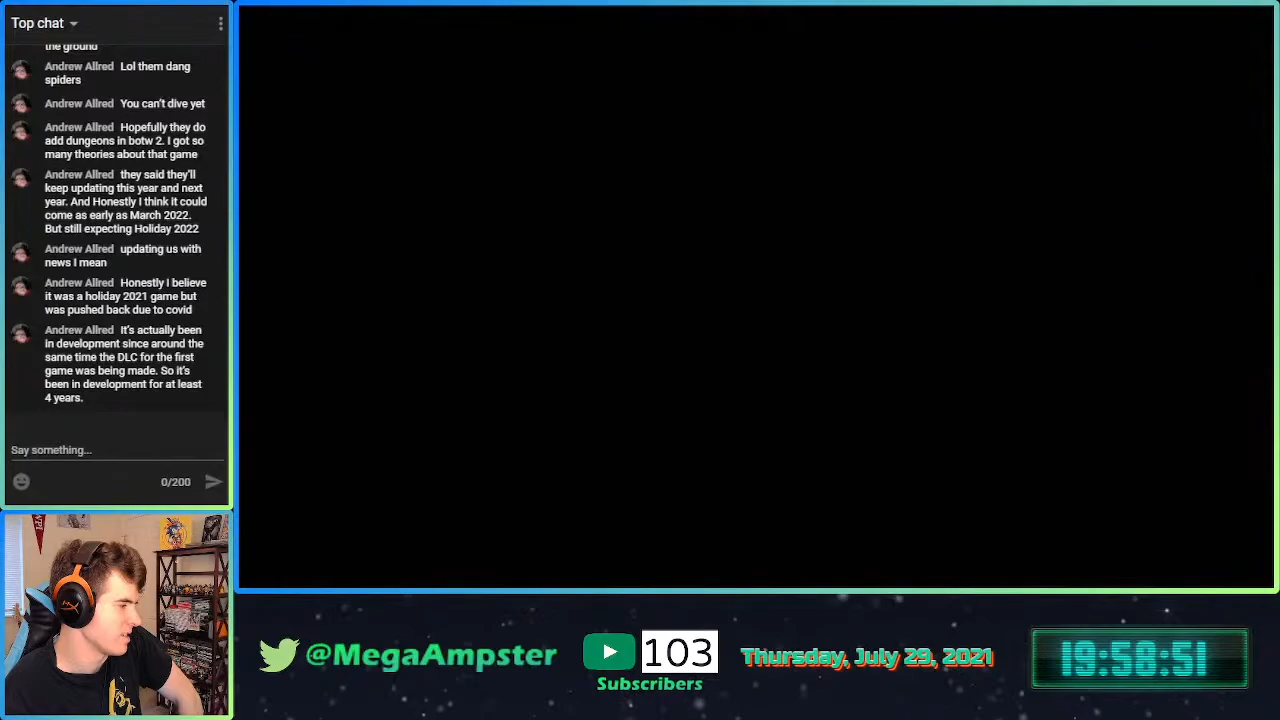 Top chat
the ground
Andrew Allred Lol them dang
spiders
Andrew Allred You can't dive yet
Andrew Allred Hopefully they do
add dungeons in botw 2. I got so
many theories about that game
Andrew Allred they said they'll
keep updating this year and next
year. And Honestly I think it could
come as early as March 2022.
But still expecting Holiday 2022
Andrew Allred updating us with
news I mean
Andrew Allred Honestly I believe
it was a holiday 2021 game but
was pushed back due to covid
Andrew Allred It's actually been
in development since around the
same time the DLC for the first
game was being made. So it's
been in development for at least
4 years.
Say something...
0/200
@MegaAmpster
103
Subscribers
Thursday, July 29, 2021
19:58:51